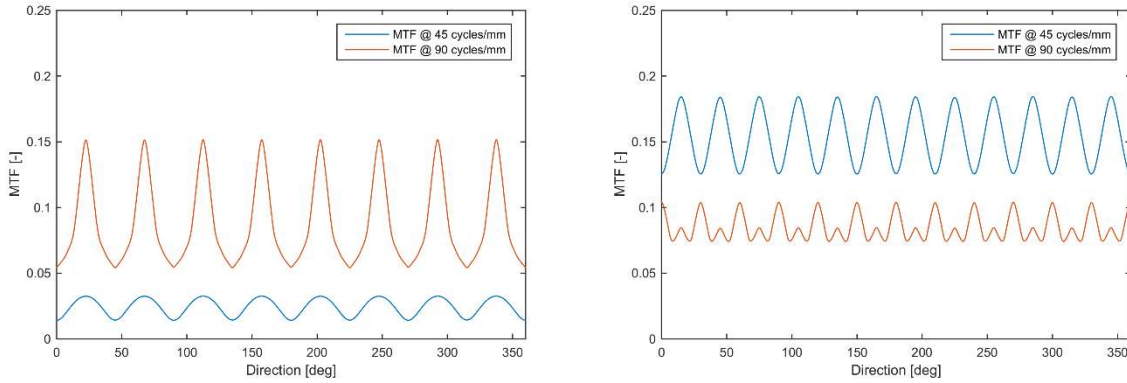 0.25
0.2
0.15
0.1
0.05
0
MTF [-]
0 50 100 150 200 250 300 350
Direction [deg]
MTF @ 45 cycles/mm
MTF @ 90 cycles/mm
0.25
0.2
0.15
0.1
0.05
0
MTF [-]
0 50 100 150 200 250 300 350
Direction [deg]
MTF @ 45 cycles/mm
MTF @ 90 cycles/mm